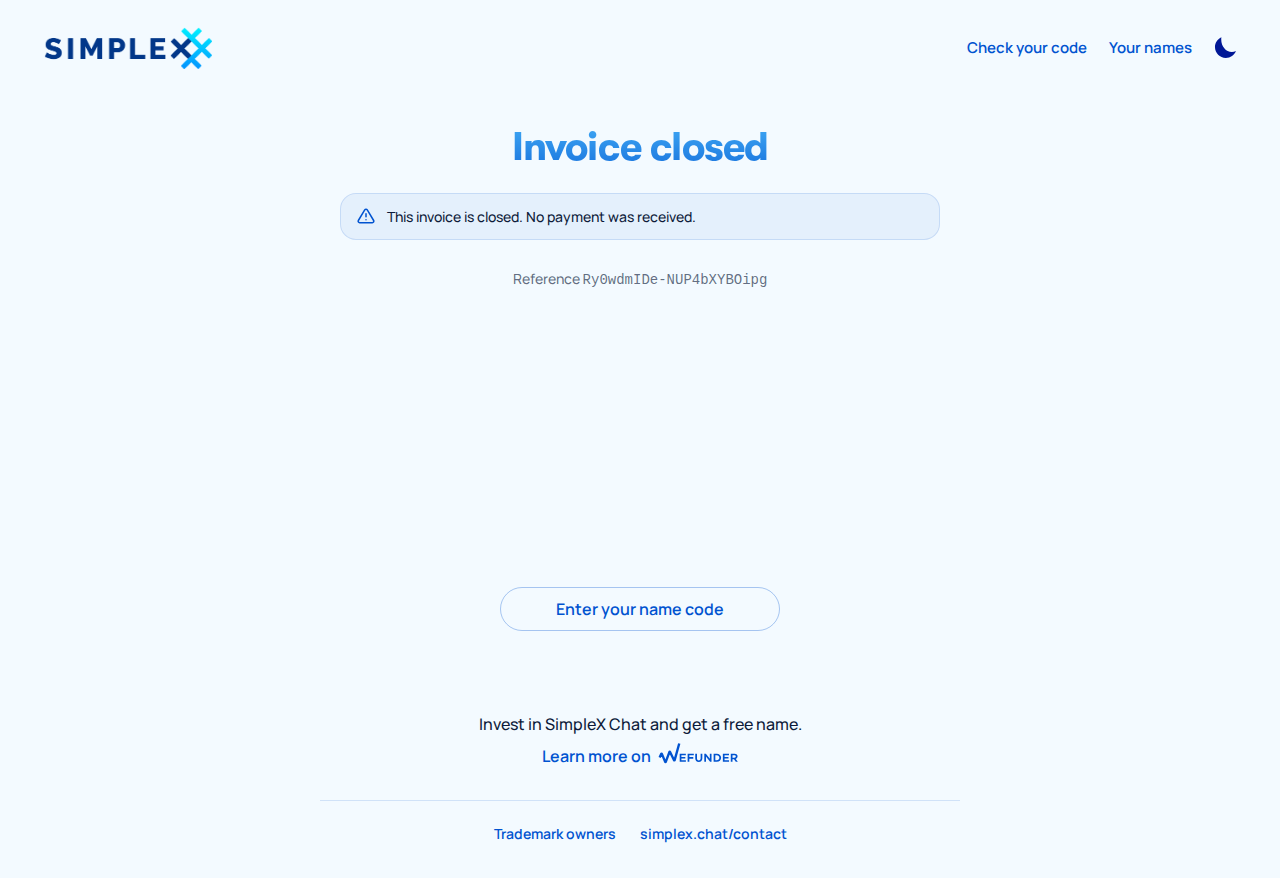 SIMPLEX
Check your code
Your names
Invoice closed
This invoice is closed. No payment was received.
Reference Ry0wdmIDe-NUP4bXYBOipg
Enter your name code
Invest in SimpleX Chat and get a free name.
Learn more on WEFUNDER
Trademark owners
simplex.chat/contact